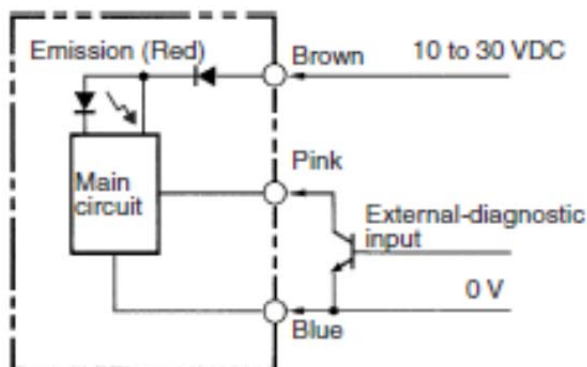 Emission (Red)
Brown
10 to 30 VDC
Pink
Main
circuit
External-diagnostic
input
0 V
Blue